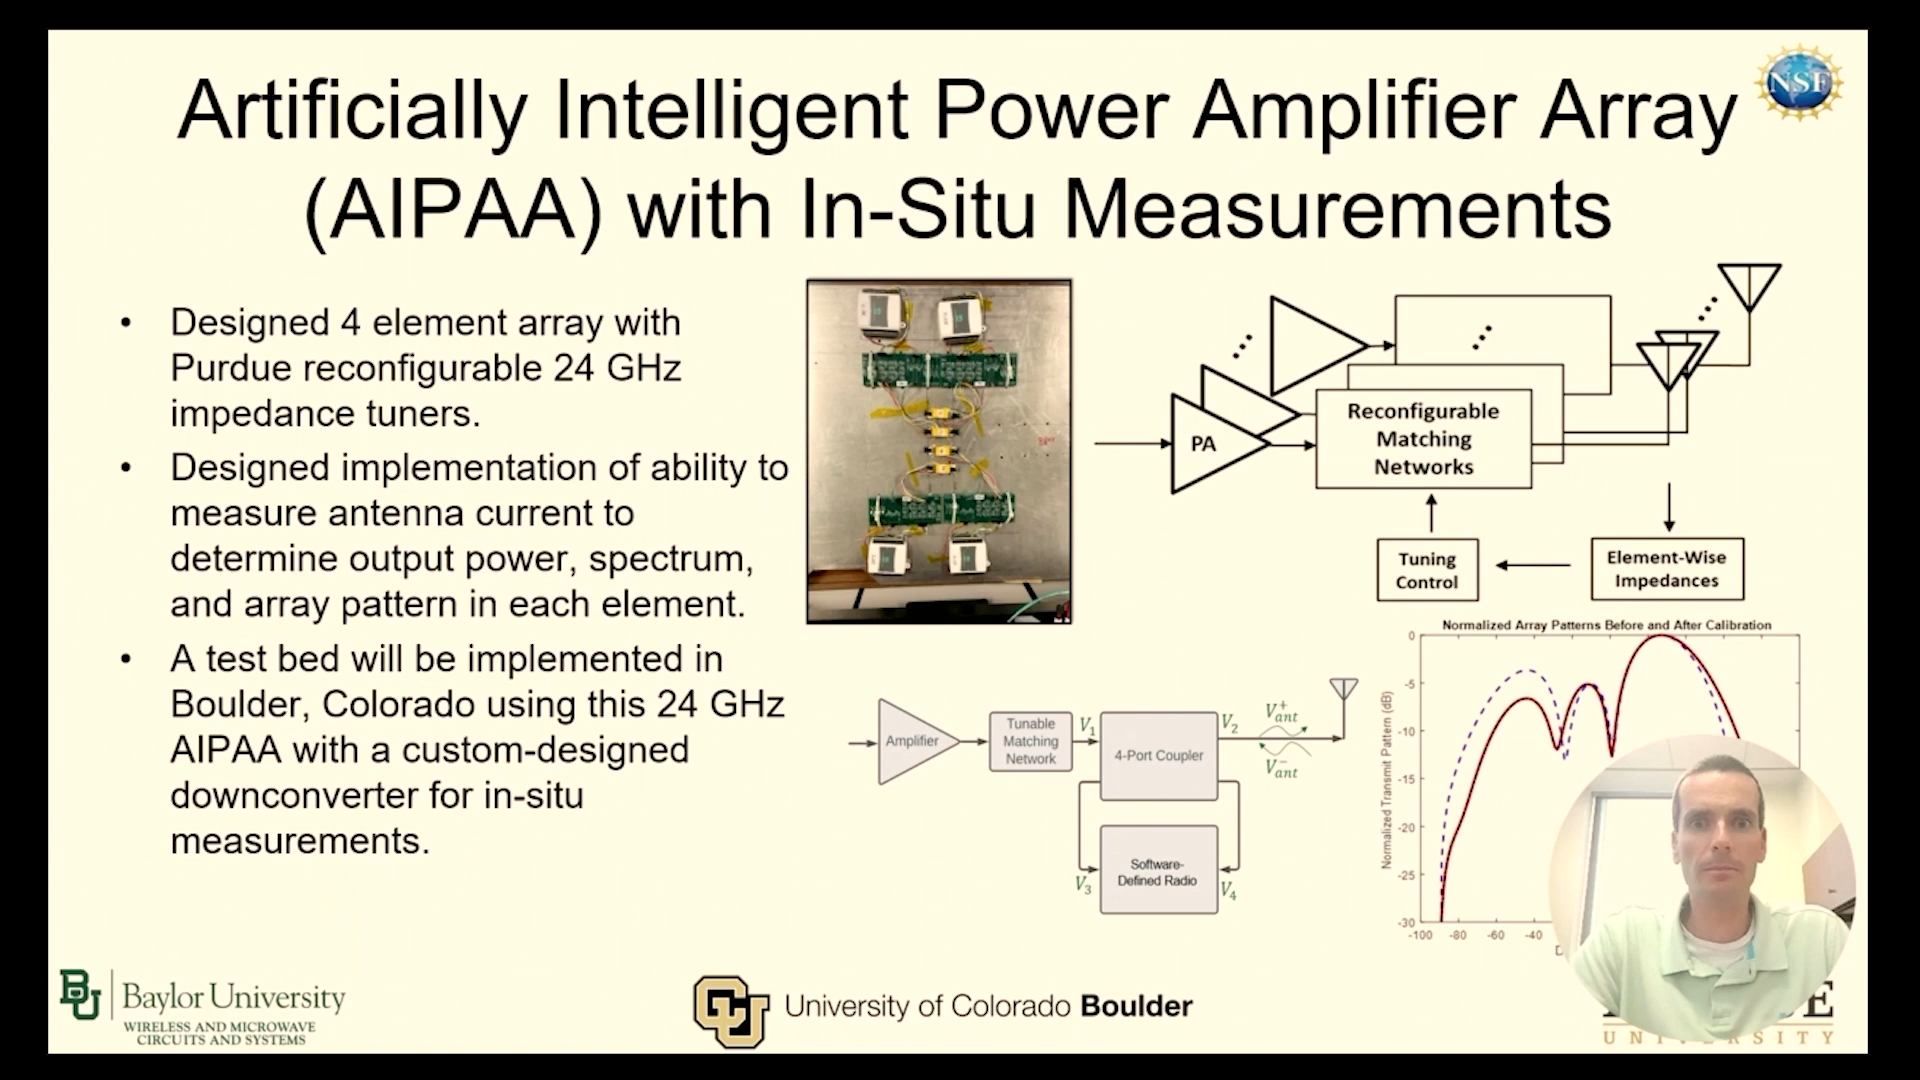 Artificially Intelligent Power Amplifier Array
(AIPAA) with In-Situ Measurements
NSF
• Designed 4 element array with
Purdue reconfigurable 24 GHz
impedance tuners.
• Designed implementation of ability to
measure antenna current to
determine output power, spectrum,
and array pattern in each element.
• A test bed will be implemented in
Boulder, Colorado using this 24 GHz
AIPAA with a custom-designed
downconverter for in-situ
measurements.
PA
Reconfigurable
Matching
Networks
Tuning
Control
Element-Wise
Impedances
Amplifier
Tunable
Matching
Network
V1
4-Port Coupler
V2
V+ant
V-ant
Software-
Defined Radio
V3
V4
Normalized Array Patterns Before and After Calibration
Normalized Transmit Pattern (dB)
0
-5
-10
-15
-20
-25
-30
-100 -80 -60 -40
BU
Baylor University
WIRELESS AND MICROWAVE
CIRCUITS AND SYSTEMS
CU
University of Colorado Boulder
E
UNIVERSITY